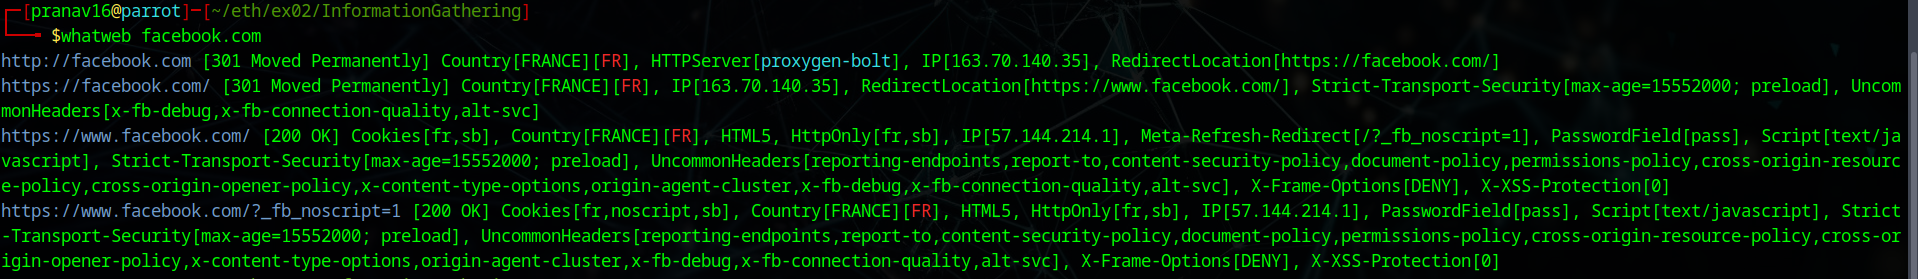 ┌─[pranav16@parrot]─[~/eth/ex02/InformationGathering]
└──╼ $whatweb facebook.com
http://facebook.com [301 Moved Permanently] Country[FRANCE][FR], HTTPServer[proxygen-bolt], IP[163.70.140.35], RedirectLocation[https://facebook.com/]
https://facebook.com/ [301 Moved Permanently] Country[FRANCE][FR], IP[163.70.140.35], RedirectLocation[https://www.facebook.com/], Strict-Transport-Security[max-age=15552000; preload], Uncom
monHeaders[x-fb-debug,x-fb-connection-quality,alt-svc]
https://www.facebook.com/ [200 OK] Cookies[fr,sb], Country[FRANCE][FR], HTML5, HttpOnly[fr,sb], IP[57.144.214.1], Meta-Refresh-Redirect[/?_fb_noscript=1], PasswordField[pass], Script[text/ja
vascript], Strict-Transport-Security[max-age=15552000; preload], UncommonHeaders[reporting-endpoints,report-to,content-security-policy,document-policy,permissions-policy,cross-origin-resourc
e-policy,cross-origin-opener-policy,x-content-type-options,origin-agent-cluster,x-fb-debug,x-fb-connection-quality,alt-svc], X-Frame-Options[DENY], X-XSS-Protection[0]
https://www.facebook.com/?_fb_noscript=1 [200 OK] Cookies[fr,noscript,sb], Country[FRANCE][FR], HTML5, HttpOnly[fr,sb], IP[57.144.214.1], PasswordField[pass], Script[text/javascript], Strict
-Transport-Security[max-age=15552000; preload], UncommonHeaders[reporting-endpoints,report-to,content-security-policy,document-policy,permissions-policy,cross-origin-resource-policy,cross-or
igin-opener-policy,x-content-type-options,origin-agent-cluster,x-fb-debug,x-fb-connection-quality,alt-svc], X-Frame-Options[DENY], X-XSS-Protection[0]